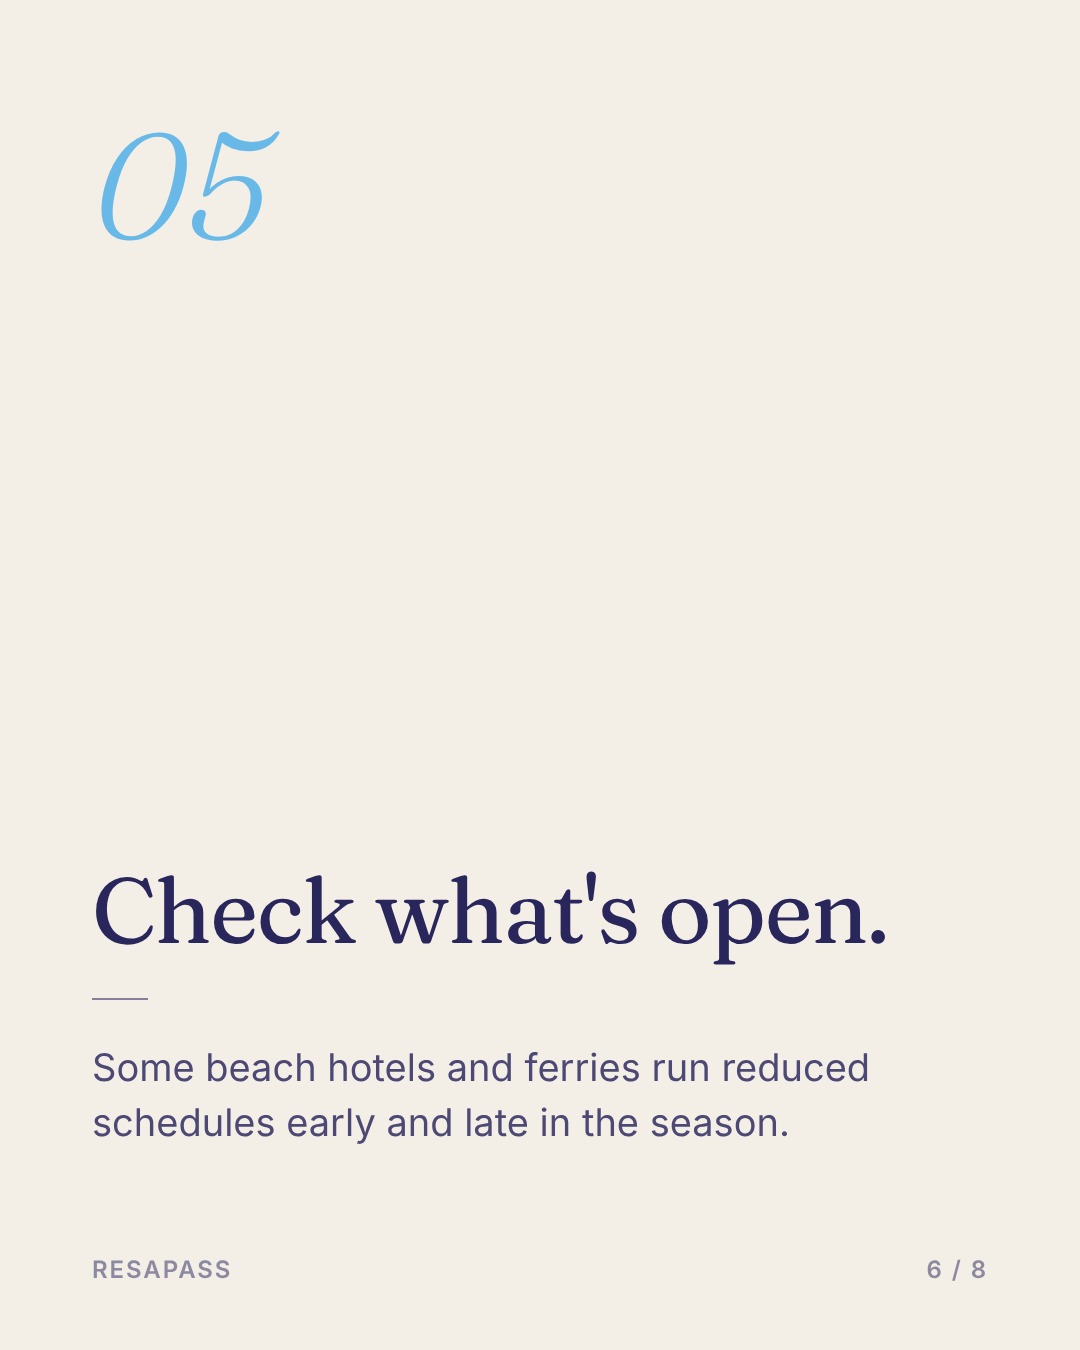 05
Check what's open.
Some beach hotels and ferries run reduced
schedules early and late in the season.
RESAPASS
6 / 8